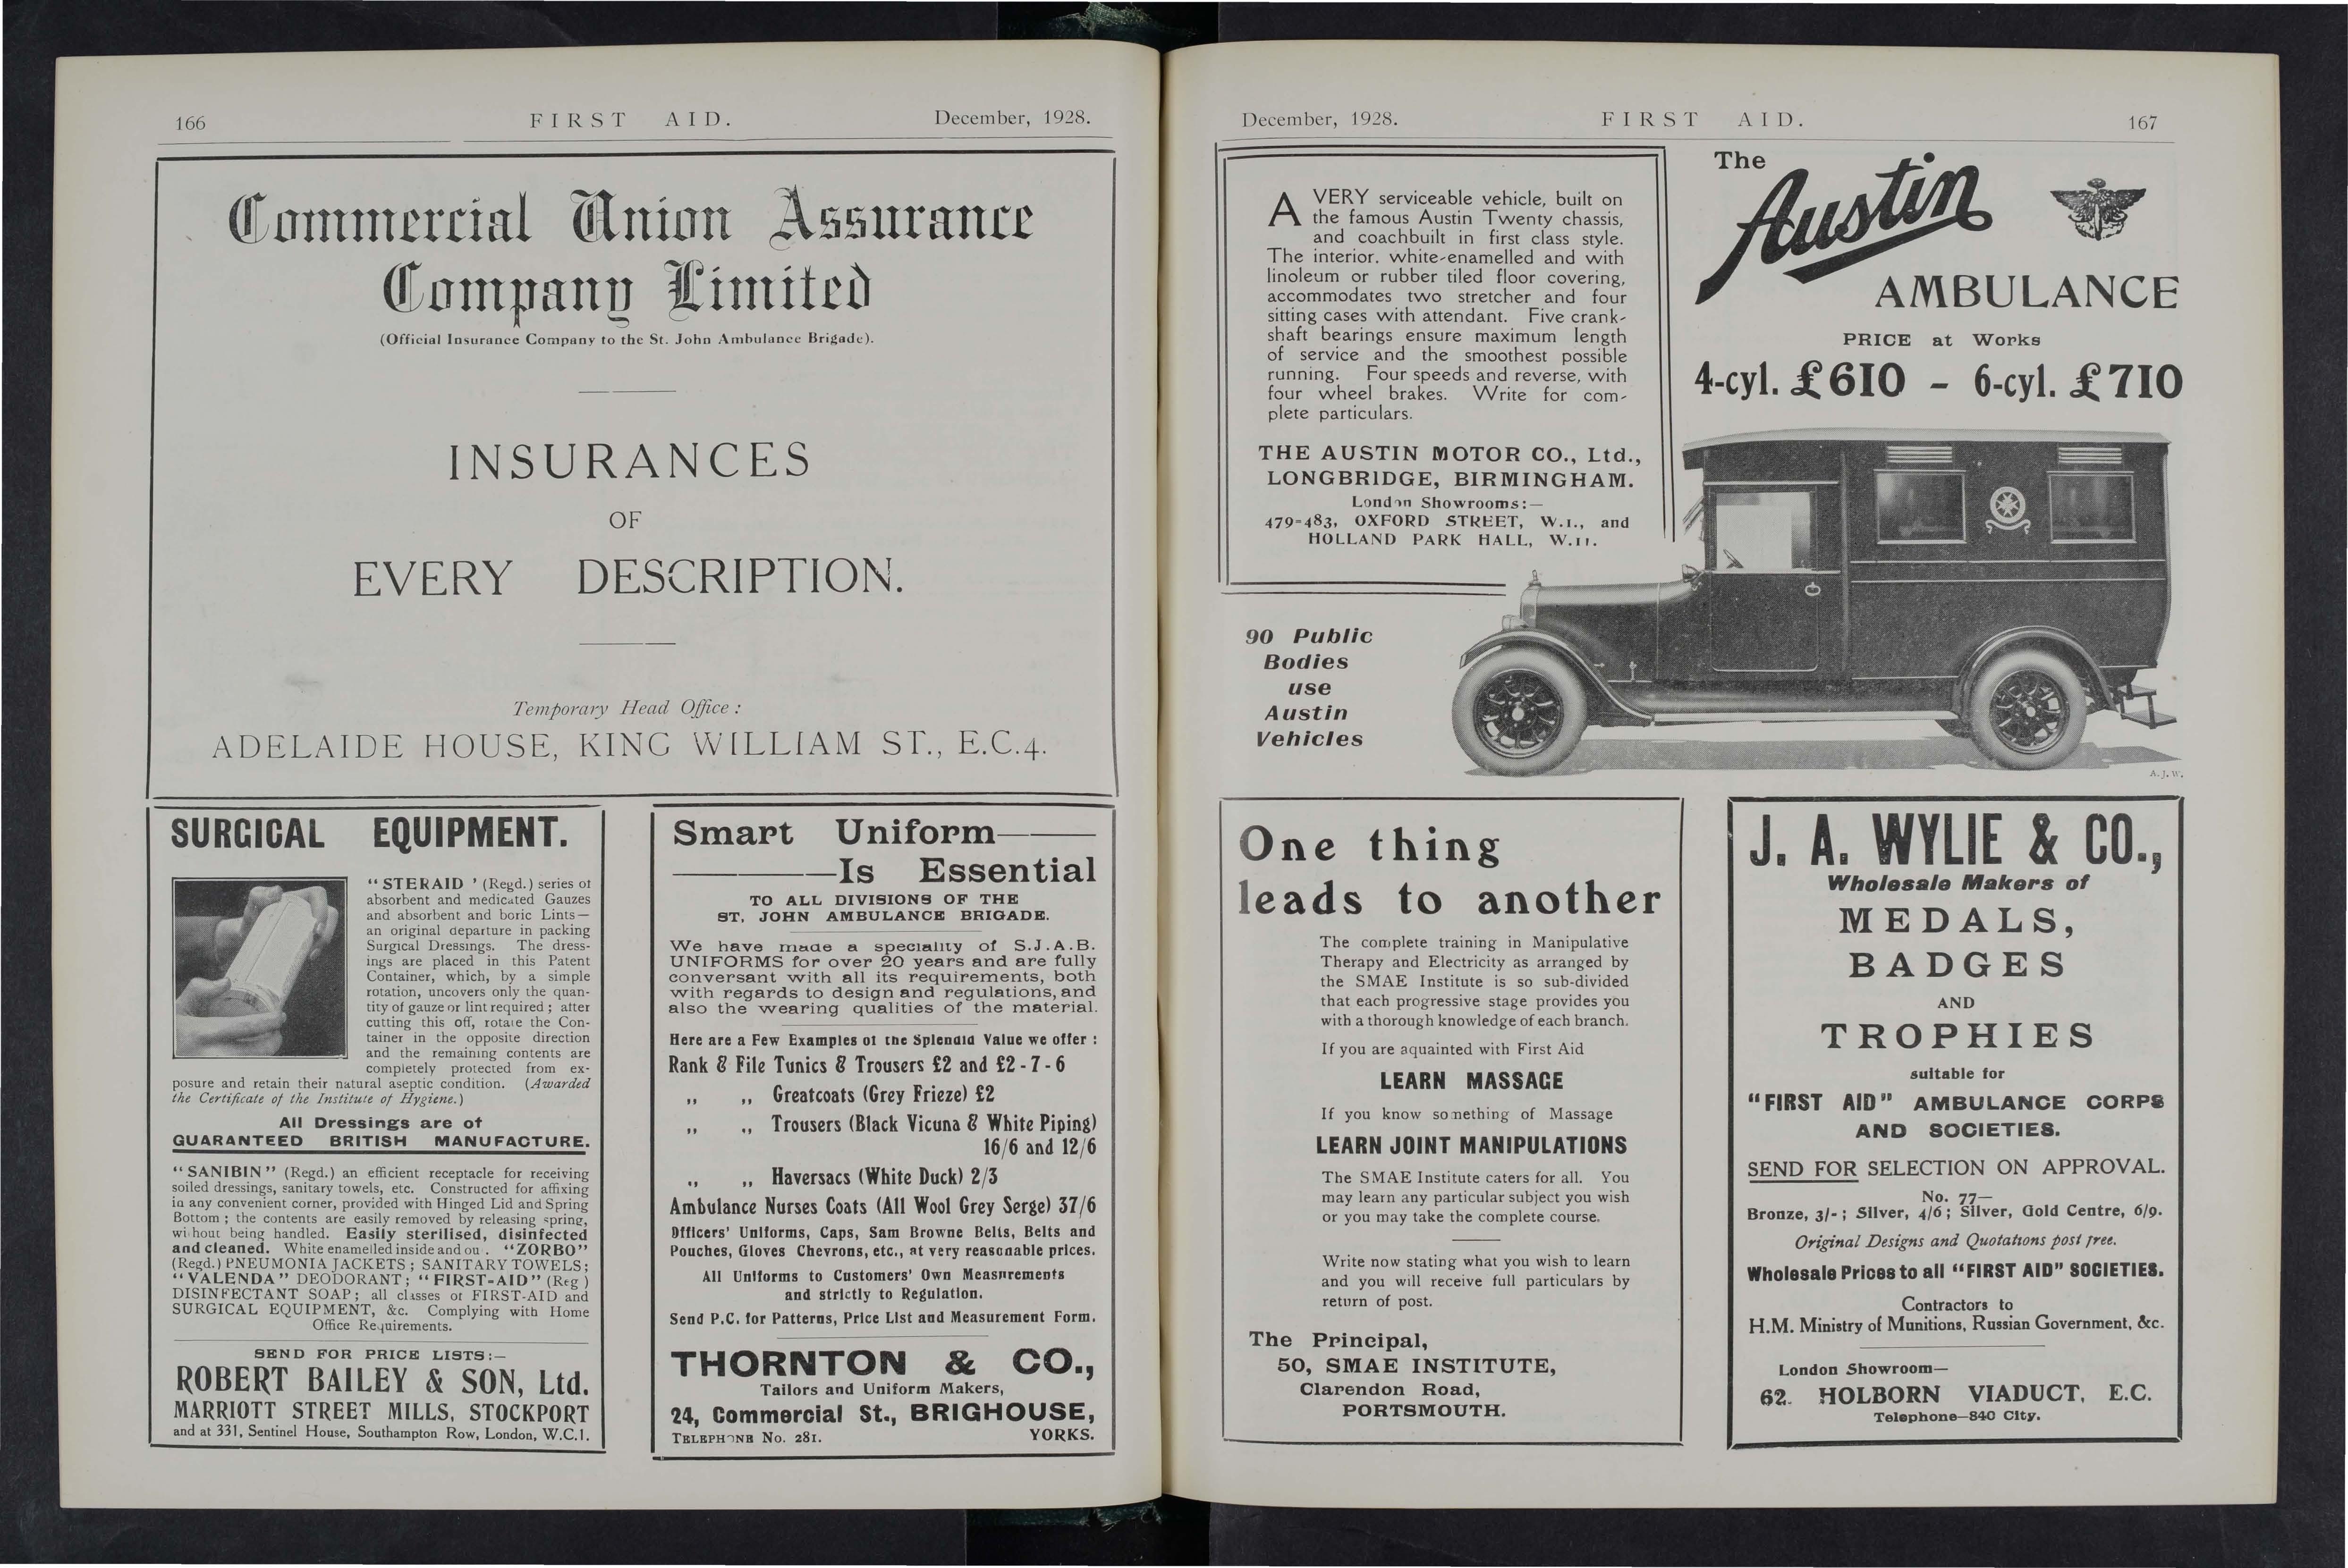 166 FIRST AID. December, 1928.
Commercial Union Assurance
Company Limited
(Official Insurance Company to the St. John Ambulance Brigade).
INSURANCES
OF
EVERY DESCRIPTION.
Temporary Head Office :
ADELAIDE HOUSE, KING WILLIAM ST., E.C.4.
SURGICAL EQUIPMENT.
“ STERAID ’ (Regd.) series of
absorbent and medicated Gauzes
and absorbent and boric Lints—
an original departure in packing
Surgical Dressings. The dress-
ings are placed in this Patent
Container, which, by a simple
rotation, uncovers only the quan-
tity of gauze or lint required ; after
cutting this off, rotate the Con-
tainer in the opposite direction
and the remaining contents are
completely protected from ex-
posure and retain their natural aseptic condition. (Awarded
the Certificate of the Institute of Hygiene.)
All Dressings are of
GUARANTEED BRITISH MANUFACTURE.
“ SANIBIN ” (Regd.) an efficient receptacle for receiving
soiled dressings, sanitary towels, etc. Constructed for affixing
in any convenient corner, provided with Hinged Lid and Spring
Bottom ; the contents are easily removed by releasing spring,
wi hout being handled. Easily sterilised, disinfected
and cleaned. White enamelled inside and ou . “ZORBO”
(Regd.) PNEUMONIA JACKETS ; SANITARY TOWELS ;
“ VALENDA ” DEODORANT ; “ FIRST-AID ” (Reg )
DISINFECTANT SOAP ; all classes of FIRST-AID and
SURGICAL EQUIPMENT, &c. Complying with Home
Office Requirements.
SEND FOR PRICE LISTS :—
ROBERT BAILEY & SON, Ltd.
MARRIOTT STREET MILLS, STOCKPORT
and at 331, Sentinel House, Southampton Row, London, W.C.1.
Smart Uniform——
———Is Essential
TO ALL DIVISIONS OF THE
ST. JOHN AMBULANCE BRIGADE.
We have made a speciality of S.J.A.B.
UNIFORMS for over 20 years and are fully
conversant with all its requirements, both
with regards to design and regulations, and
also the wearing qualities of the material.
Here are a Few Examples of the Splendid Value we offer :
Rank & File Tunics & Trousers £2 and £2 - 7 - 6
,, ,, Greatcoats (Grey Frieze) £2
,, ,, Trousers (Black Vicuna & White Piping)
16/6 and 12/6
,, ,, Haversacs (White Duck) 2/3
Ambulance Nurses Coats (All Wool Grey Serge) 37/6
Officers’ Uniforms, Caps, Sam Browne Belts, Belts and
Pouches, Gloves Chevrons, etc., at very reasonable prices.
All Uniforms to Customers’ Own Measurements
and strictly to Regulation.
Send P.C. for Patterns, Price List and Measurement Form.
THORNTON & CO.,
Tailors and Uniform Makers,
24, Commercial St., BRIGHOUSE,
TELEPHONE No. 281. YORKS.
December, 1928. FIRST AID. 167
A VERY serviceable vehicle, built on
the famous Austin Twenty chassis,
and coachbuilt in first class style.
The interior. white-enamelled and with
linoleum or rubber tiled floor covering,
accommodates two stretcher and four
sitting cases with attendant. Five crank-
shaft bearings ensure maximum length
of service and the smoothest possible
running. Four speeds and reverse, with
four wheel brakes. Write for com-
plete particulars.
THE AUSTIN MOTOR CO., Ltd.,
LONGBRIDGE, BIRMINGHAM.
London Showrooms :—
479-483, OXFORD STREET, W.1., and
HOLLAND PARK HALL, W.11.
The
Austin
AMBULANCE
PRICE at Works
4-cyl. £610 - 6-cyl. £710
90 Public
Bodies
use
Austin
Vehicles
A.J.W.
One thing
leads to another
The complete training in Manipulative
Therapy and Electricity as arranged by
the SMAE Institute is so sub-divided
that each progressive stage provides you
with a thorough knowledge of each branch.
If you are aquainted with First Aid
LEARN MASSAGE
If you know something of Massage
LEARN JOINT MANIPULATIONS
The SMAE Institute caters for all. You
may learn any particular subject you wish
or you may take the complete course.
Write now stating what you wish to learn
and you will receive full particulars by
return of post.
The Principal,
50, SMAE INSTITUTE,
Clarendon Road,
PORTSMOUTH.
J. A. WYLIE & CO.,
Wholesale Makers of
MEDALS,
BADGES
AND
TROPHIES
suitable for
“FIRST AID” AMBULANCE CORPS
AND SOCIETIES.
SEND FOR SELECTION ON APPROVAL.
No. 77—
Bronze, 3/- ; Silver, 4/6 ; Silver, Gold Centre, 6/9.
Original Designs and Quotations post free.
Wholesale Prices to all “FIRST AID” SOCIETIES.
Contractors to
H.M. Ministry of Munitions, Russian Government, &c.
London Showroom—
62. HOLBORN VIADUCT, E.C.
Telephone—840 City.